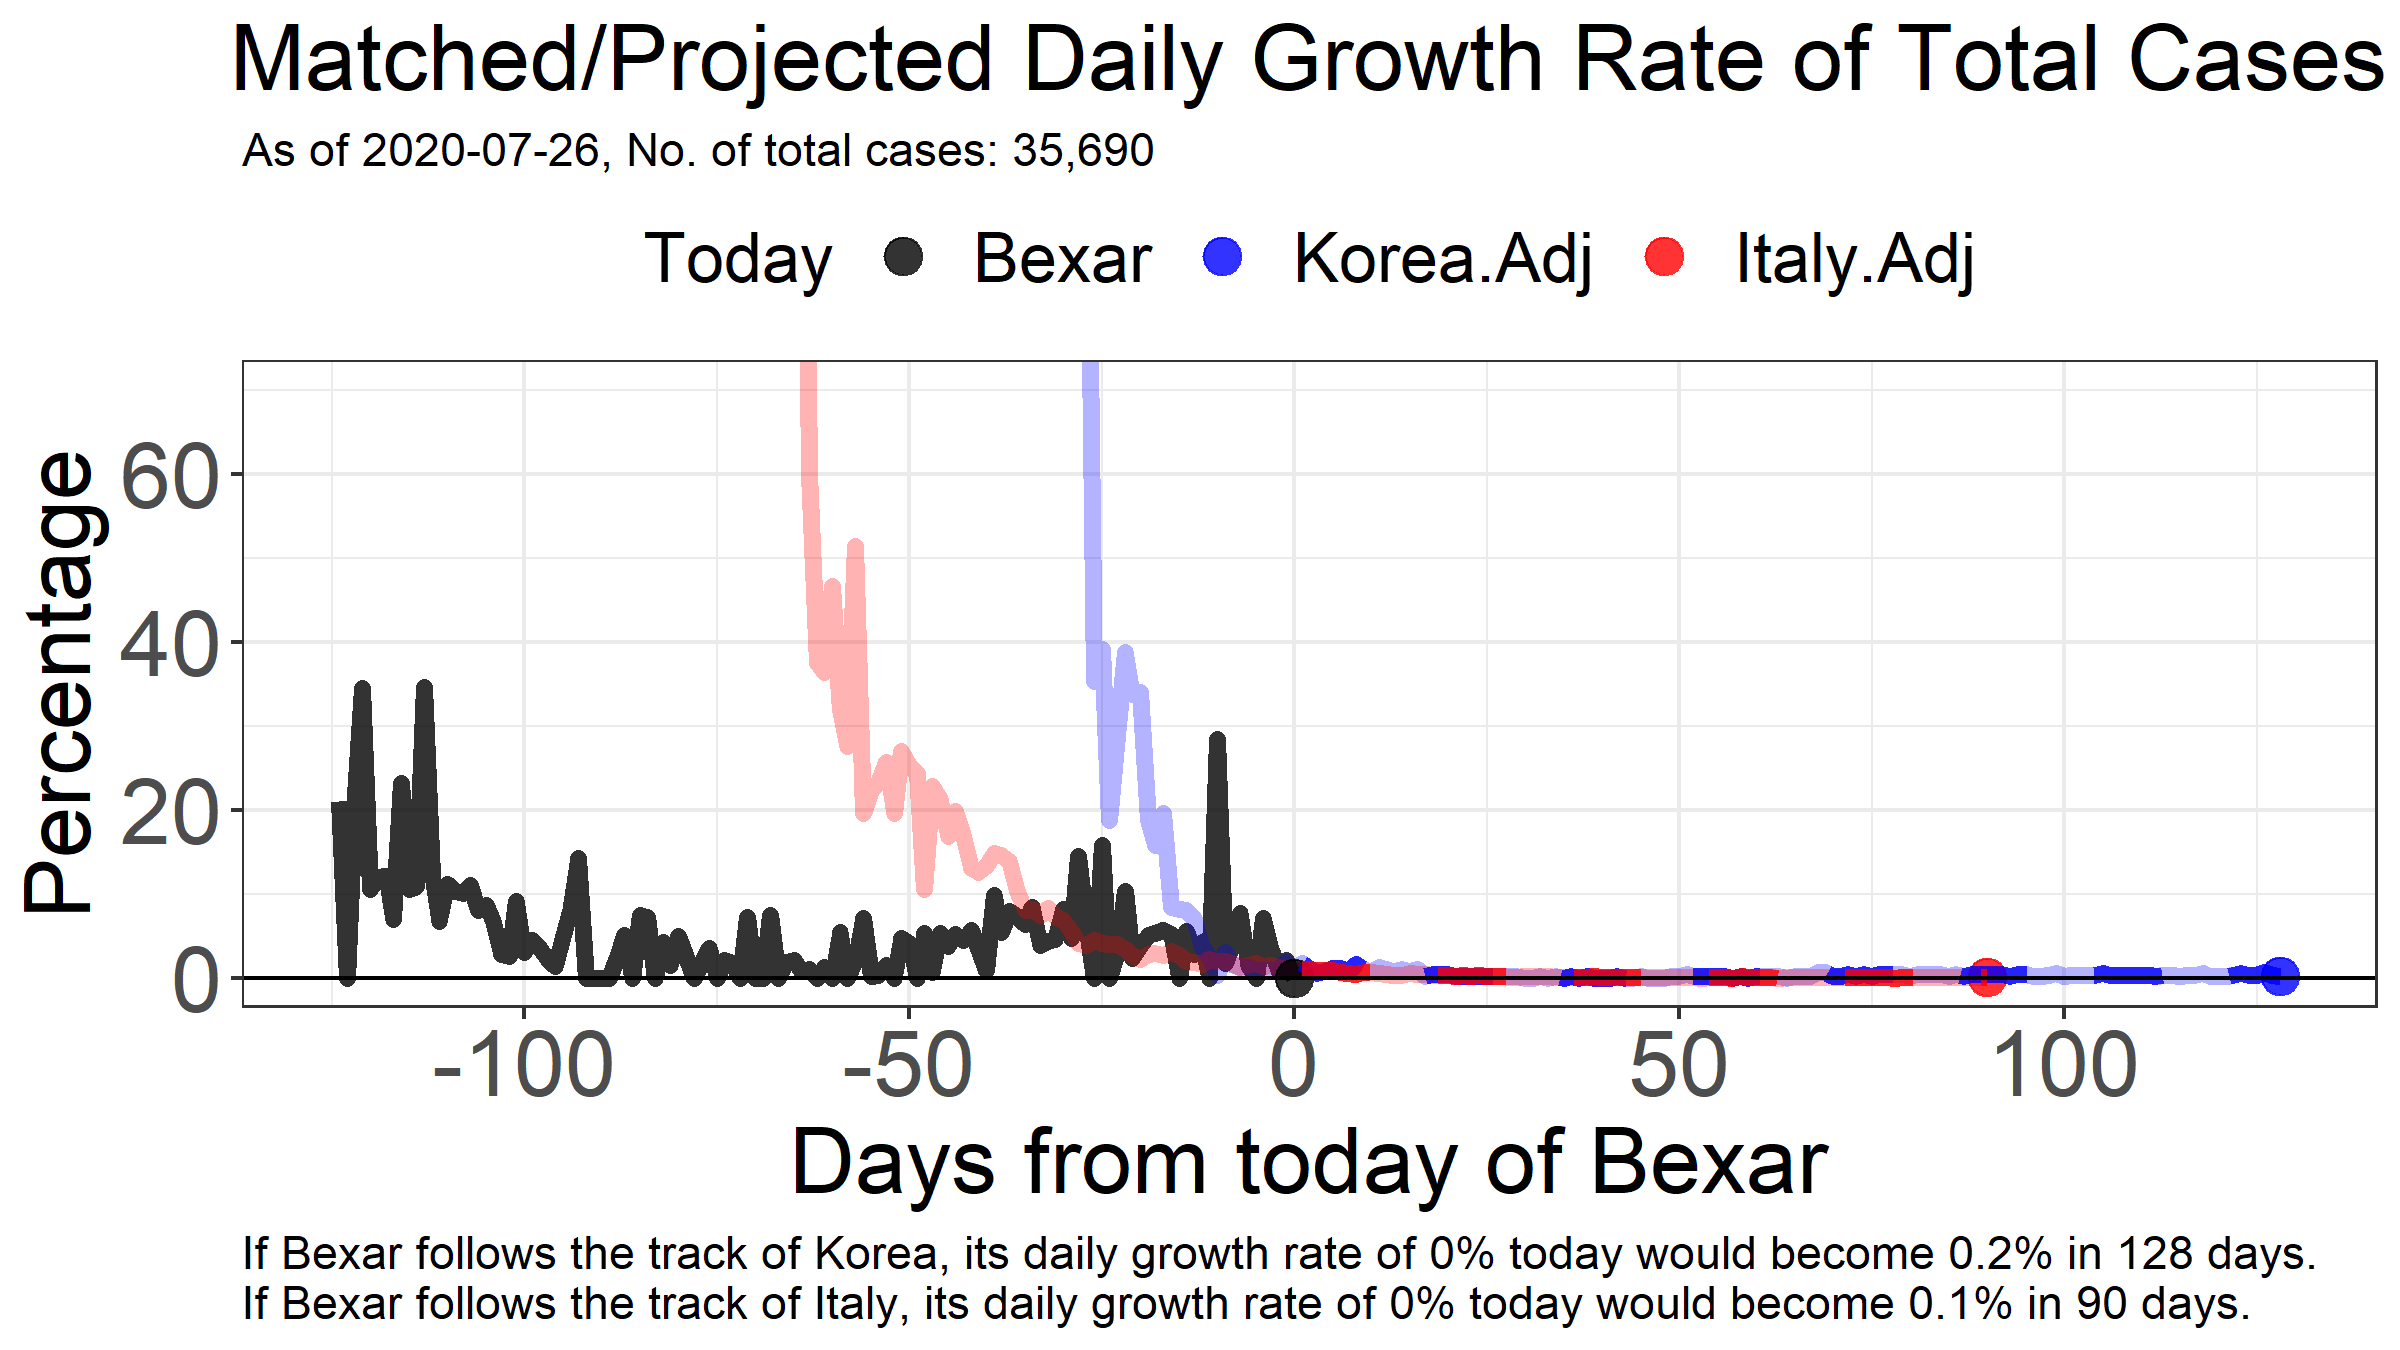 Matched/Projected Daily Growth Rate of Total Cases
As of 2020-07-26, No. of total cases: 35,690
Today Bexar Korea.Adj Italy.Adj
Percentage
60
40
20
0
-100 -50 0 50 100
Days from today of Bexar
If Bexar follows the track of Korea, its daily growth rate of 0% today would become 0.2% in 128 days.
If Bexar follows the track of Italy, its daily growth rate of 0% today would become 0.1% in 90 days.